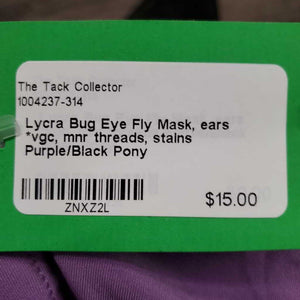 The Tack Collector
1004237-314
Lycra Bug Eye Fly Mask, ears
*vgc, mnr threads, stains
Purple/Black Pony
ZNXZ2L
$15.00